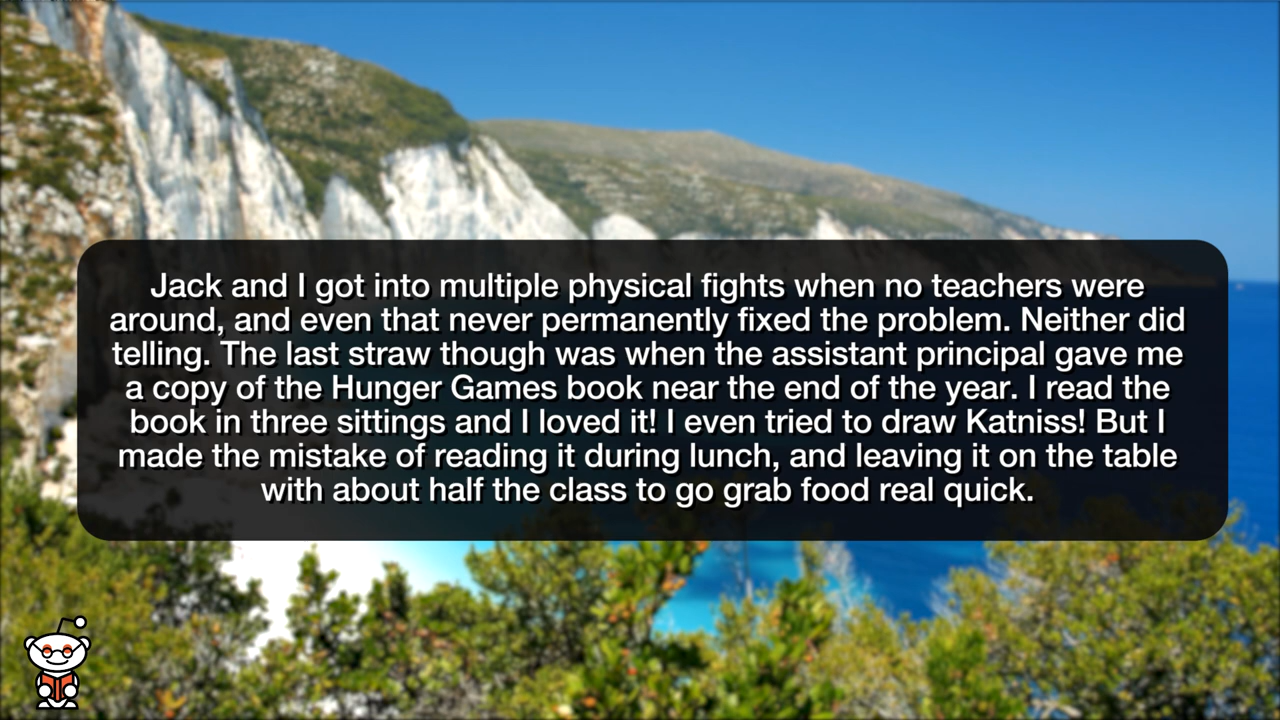 Jack and I got into multiple physical fights when no teachers were
around, and even that never permanently fixed the problem. Neither did
telling. The last straw though was when the assistant principal gave me
a copy of the Hunger Games book near the end of the year. I read the
book in three sittings and I loved it! I even tried to draw Katniss! But I
made the mistake of reading it during lunch, and leaving it on the table
with about half the class to go grab food real quick.